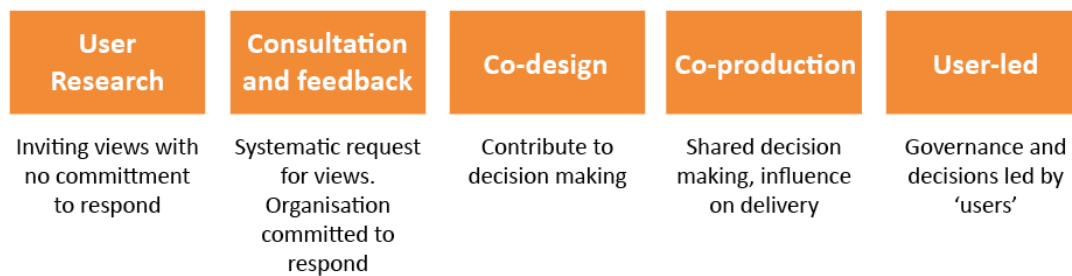 User
Research
Inviting views with
no committment
to respond
Consultation
and feedback
Systematic request
for views.
Organisation
committed to
respond
Co-design
Contribute to
decision making
Co-production
Shared decision
making, influence
on delivery
User-led
Governance and
decisions led by
‘users’